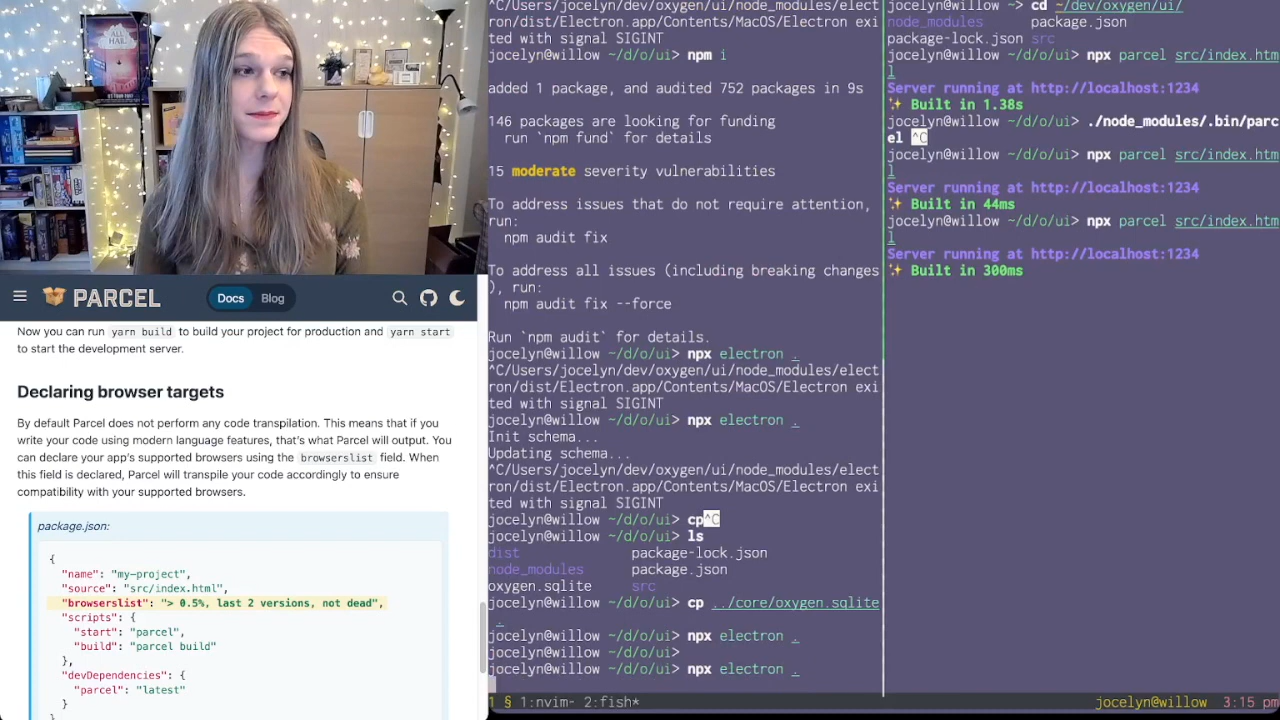 ALL HAIL
PARCEL
Docs
Blog
Now you can run yarn build to build your project for production and yarn start
to start the development server.
Declaring browser targets
By default Parcel does not perform any code transpilation. This means that if you
write your code using modern language features, that's what Parcel will output. You
can declare your app's supported browsers using the browserslist field. When
this field is declared, Parcel will transpile your code accordingly to ensure
compatibility with your supported browsers.
package.json:
{
"name": "my-project",
"source": "src/index.html",
"browserslist": "> 0.5%, last 2 versions, not dead",
"scripts": {
"start": "parcel",
"build": "parcel build"
},
"devDependencies": {
"parcel": "latest"
}
^C/Users/jocelyn/dev/oxygen/ui/node_modules/elect
ron/dist/Electron.app/Contents/MacOS/Electron exi
ted with signal SIGINT
jocelyn@willow ~/d/o/ui> npm i
added 1 package, and audited 752 packages in 9s
146 packages are looking for funding
run `npm fund` for details
15 moderate severity vulnerabilities
To address issues that do not require attention,
run:
npm audit fix
To address all issues (including breaking changes
), run:
npm audit fix --force
Run `npm audit` for details.
jocelyn@willow ~/d/o/ui> npx electron .
^C/Users/jocelyn/dev/oxygen/ui/node_modules/elect
ron/dist/Electron.app/Contents/MacOS/Electron exi
ted with signal SIGINT
jocelyn@willow ~/d/o/ui> npx electron .
Init schema...
Updating schema...
^C/Users/jocelyn/dev/oxygen/ui/node_modules/elect
ron/dist/Electron.app/Contents/MacOS/Electron exi
ted with signal SIGINT
jocelyn@willow ~/d/o/ui> cp^C
jocelyn@willow ~/d/o/ui> ls
dist package-lock.json
node_modules package.json
oxygen.sqlite src
jocelyn@willow ~/d/o/ui> cp ../core/oxygen.sqlite
.
jocelyn@willow ~/d/o/ui> npx electron .
jocelyn@willow ~/d/o/ui>
jocelyn@willow ~/d/o/ui> npx electron .
jocelyn@willow ~> cd ~/dev/oxygen/ui/
node_modules package.json
package-lock.json src
jocelyn@willow ~/d/o/ui> npx parcel src/index.htm
l
Server running at http://localhost:1234
✨ Built in 1.38s
jocelyn@willow ~/d/o/ui> ./node_modules/.bin/parc
el ^C
jocelyn@willow ~/d/o/ui> npx parcel src/index.htm
l
Server running at http://localhost:1234
✨ Built in 44ms
jocelyn@willow ~/d/o/ui> npx parcel src/index.htm
l
Server running at http://localhost:1234
✨ Built in 300ms
1 § 1:nvim- 2:fish* jocelyn@willow 3:15 pm